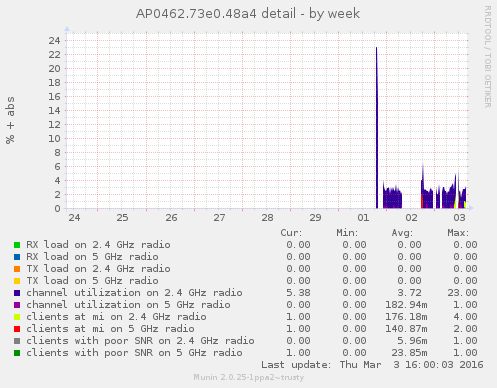 AP0462.73e0.48a4 detail - by week
RRDTOOL / TOBI OETIKER
% + abs
24
22
20
18
16
14
12
10
8
6
4
2
0
24 25 26 27 28 29 01 02 03
Cur: Min: Avg: Max:
RX load on 2.4 GHz radio 0.00 0.00 0.00 0.00
RX load on 5 GHz radio 0.00 0.00 0.00 0.00
TX load on 2.4 GHz radio 0.00 0.00 0.00 0.00
TX load on 5 GHz radio 0.00 0.00 0.00 0.00
channel utilization on 2.4 GHz radio 5.38 0.00 3.72 23.00
channel utilization on 5 GHz radio 0.00 0.00 182.94m 1.00
clients at mi on 2.4 GHz radio 1.00 0.00 176.18m 4.00
clients at mi on 5 GHz radio 1.00 0.00 140.87m 2.00
clients with poor SNR on 2.4 GHz radio 0.00 0.00 5.96m 1.00
clients with poor SNR on 5 GHz radio 1.00 0.00 23.85m 1.00
Last update: Thu Mar 3 16:00:03 2016
Munin 2.0.25-1ppa2~trusty